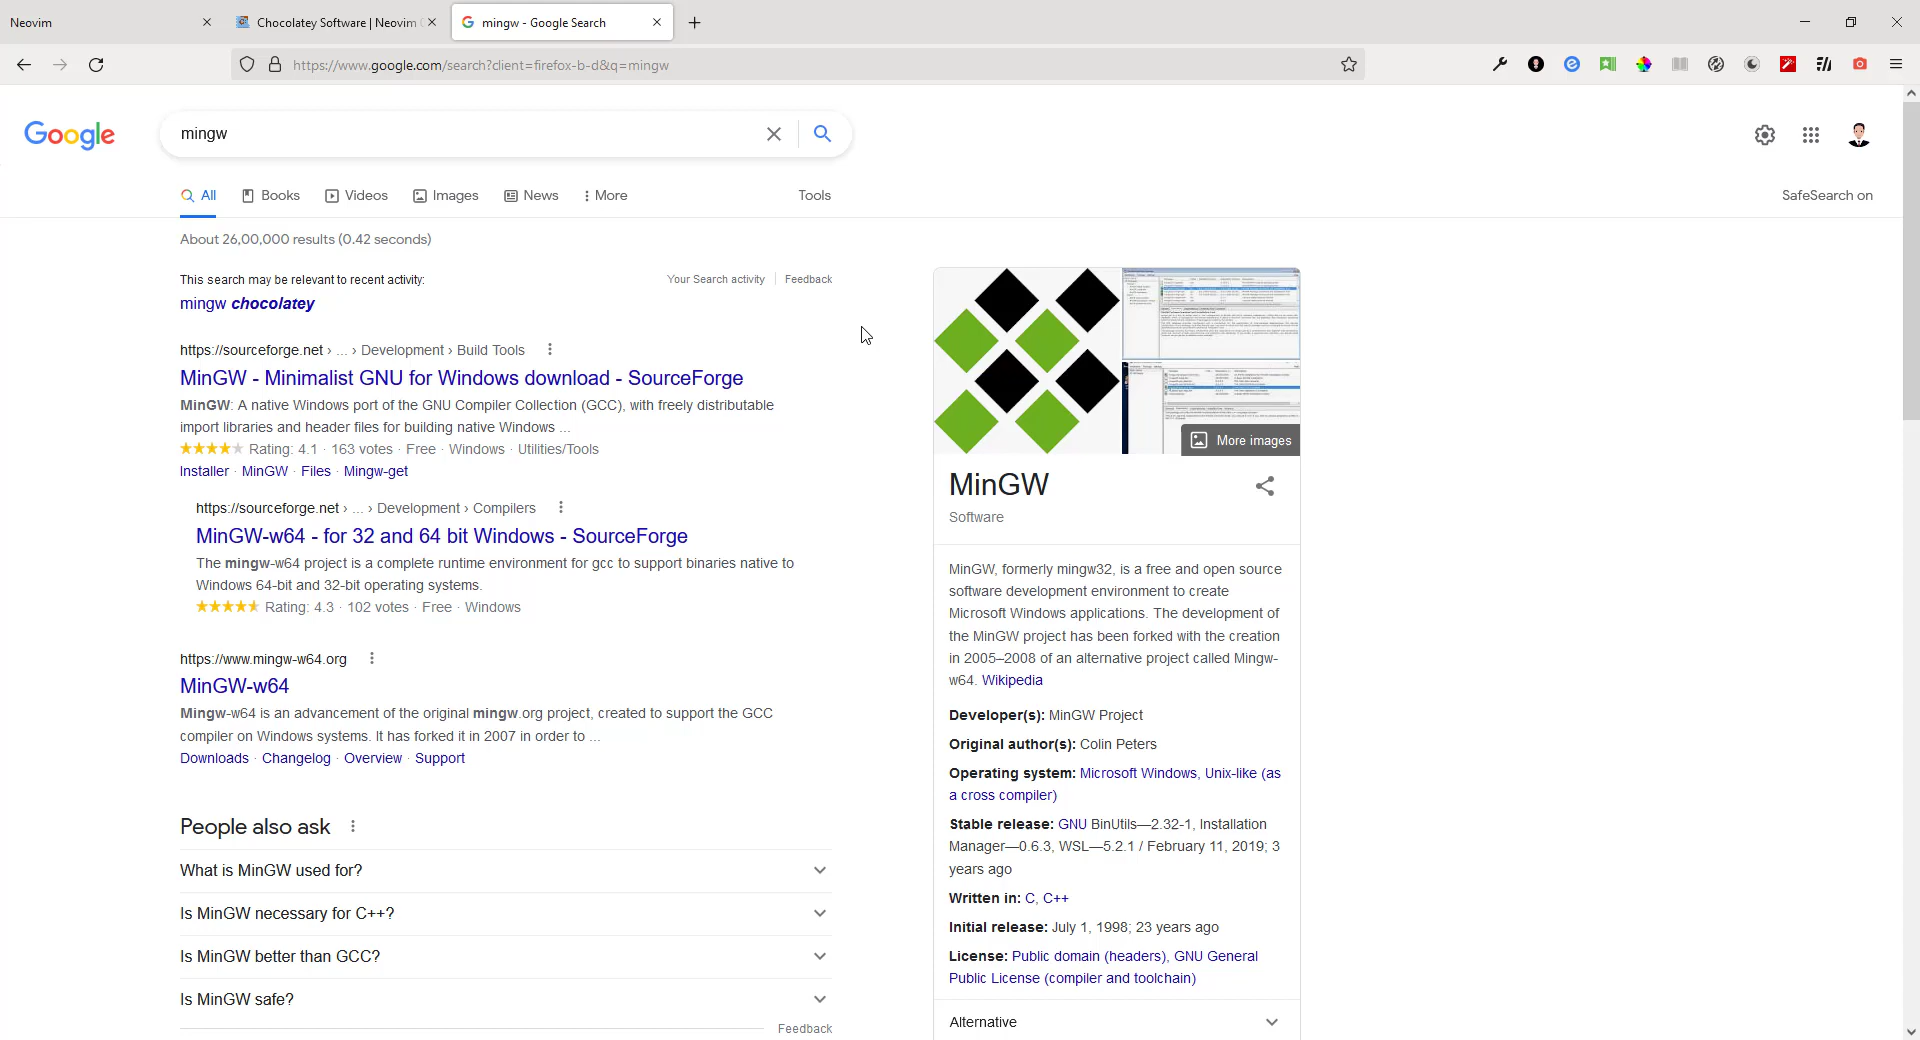 Neovim
Chocolatey Software | Neovim
mingw - Google Search
https://www.google.com/search?client=firefox-b-d&q=mingw
Google
mingw
All
Books
Videos
Images
News
More
Tools
SafeSearch on
About 26,00,000 results (0.42 seconds)
This search may be relevant to recent activity:
Your Search activity
Feedback
mingw chocolatey
https://sourceforge.net › ... › Development › Build Tools
MinGW - Minimalist GNU for Windows download - SourceForge
MinGW: A native Windows port of the GNU Compiler Collection (GCC), with freely distributable
import libraries and header files for building native Windows ...
Rating: 4.1 · 163 votes · Free · Windows · Utilities/Tools
Installer · MinGW · Files · Mingw-get
https://sourceforge.net › ... › Development › Compilers
MinGW-w64 - for 32 and 64 bit Windows - SourceForge
The mingw-w64 project is a complete runtime environment for gcc to support binaries native to
Windows 64-bit and 32-bit operating systems.
Rating: 4.3 · 102 votes · Free · Windows
https://www.mingw-w64.org
MinGW-w64
Mingw-w64 is an advancement of the original mingw.org project, created to support the GCC
compiler on Windows systems. It has forked it in 2007 in order to ...
Downloads · Changelog · Overview · Support
People also ask
What is MinGW used for?
Is MinGW necessary for C++?
Is MinGW better than GCC?
Is MinGW safe?
Feedback
More images
MinGW
Software
MinGW, formerly mingw32, is a free and open source
software development environment to create
Microsoft Windows applications. The development of
the MinGW project has been forked with the creation
in 2005–2008 of an alternative project called Mingw-
w64. Wikipedia
Developer(s): MinGW Project
Original author(s): Colin Peters
Operating system: Microsoft Windows, Unix-like (as
a cross compiler)
Stable release: GNU BinUtils—2.32-1, Installation
Manager—0.6.3, WSL—5.2.1 / February 11, 2019; 3
years ago
Written in: C, C++
Initial release: July 1, 1998; 23 years ago
License: Public domain (headers), GNU General
Public License (compiler and toolchain)
Alternative